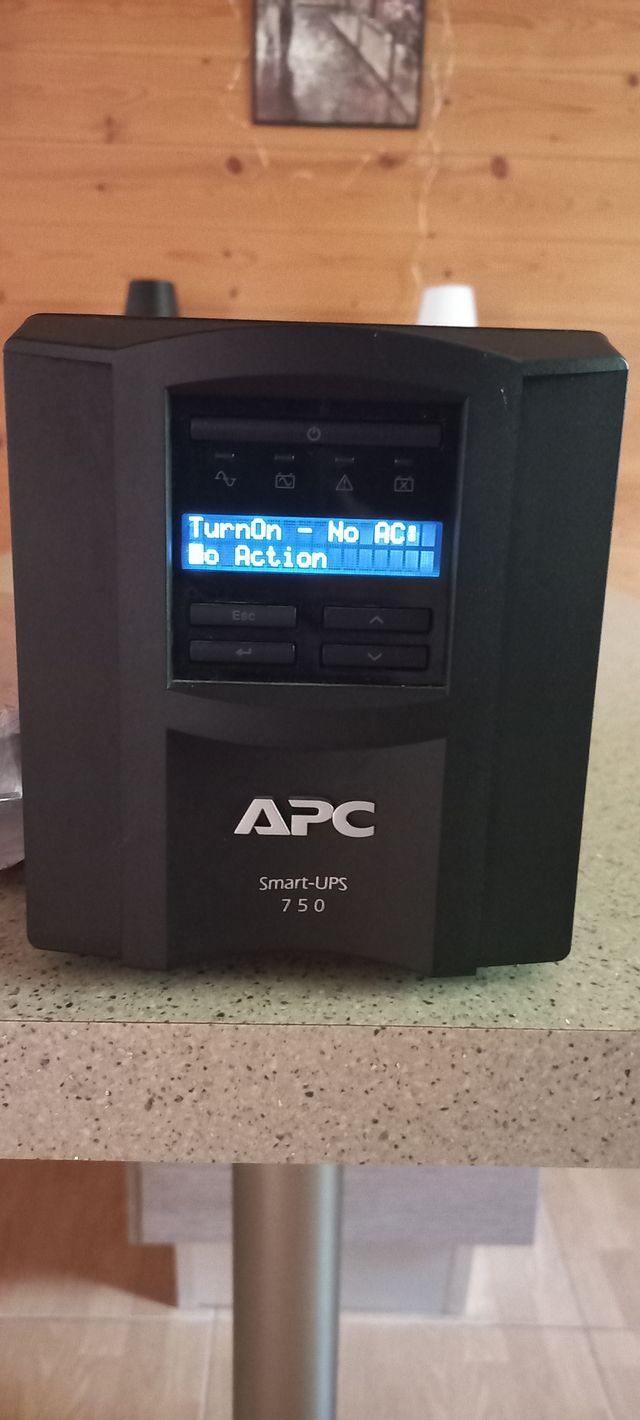 TurnOn - No AC:
No Action
Esc
APC
Smart-UPS
750